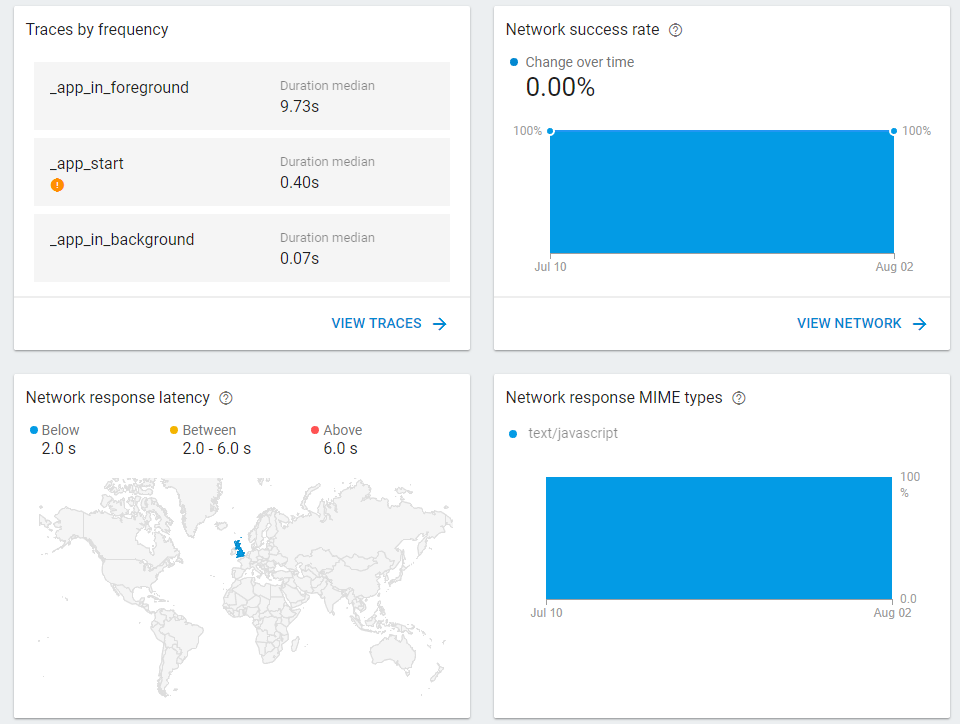 Traces by frequency
_app_in_foreground
Duration median
9.73s
_app_start
Duration median
0.40s
_app_in_background
Duration median
0.07s
VIEW TRACES
Network success rate
Change over time
0.00%
100%
100%
Jul 10
Aug 02
VIEW NETWORK
Network response latency
Below
2.0 s
Between
2.0 - 6.0 s
Above
6.0 s
Network response MIME types
text/javascript
100
%
0.0
Jul 10
Aug 02